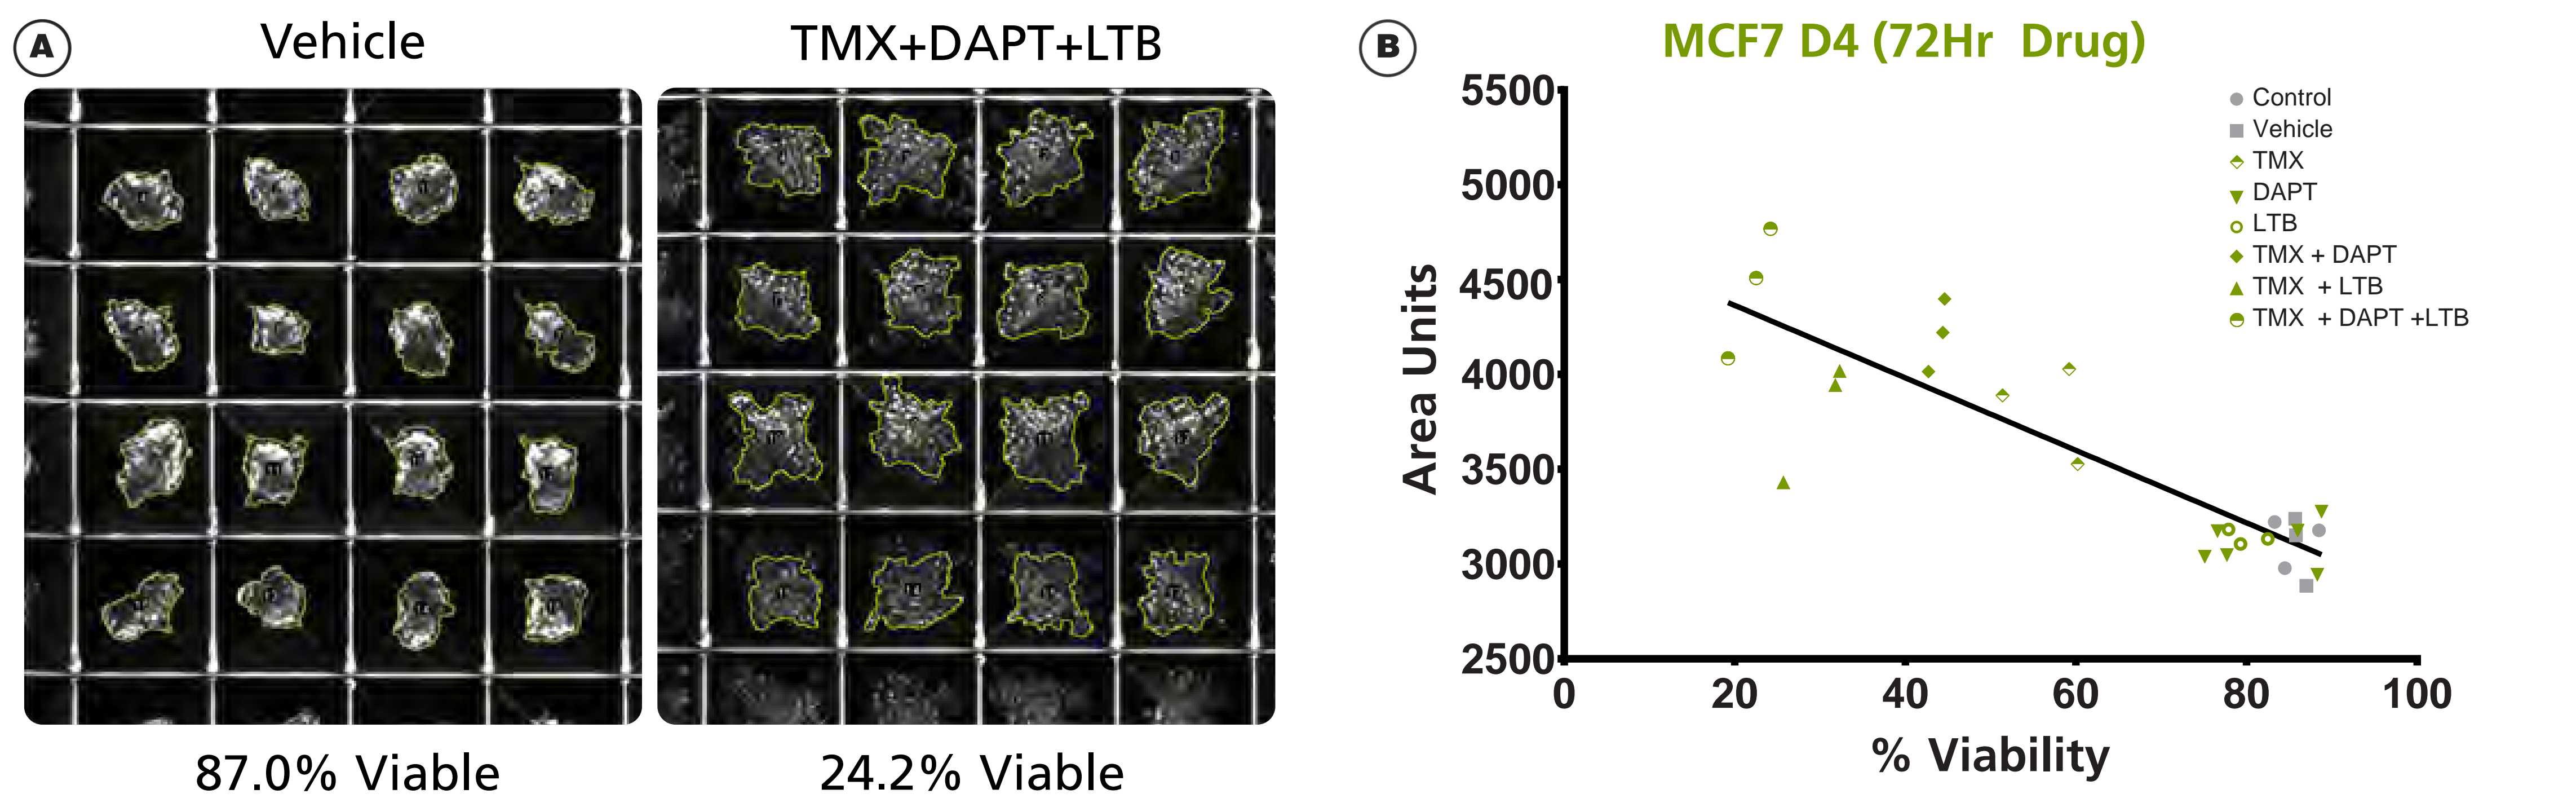 A
Vehicle
TMX+DAPT+LTB
87.0% Viable
24.2% Viable
B
MCF7 D4 (72Hr  Drug)
Area Units
5500
5000
4500
4000
3500
3000
2500
0 20 40 60 80 100
% Viability
Control
Vehicle
TMX
DAPT
LTB
TMX + DAPT
TMX  + LTB
TMX  + DAPT +LTB